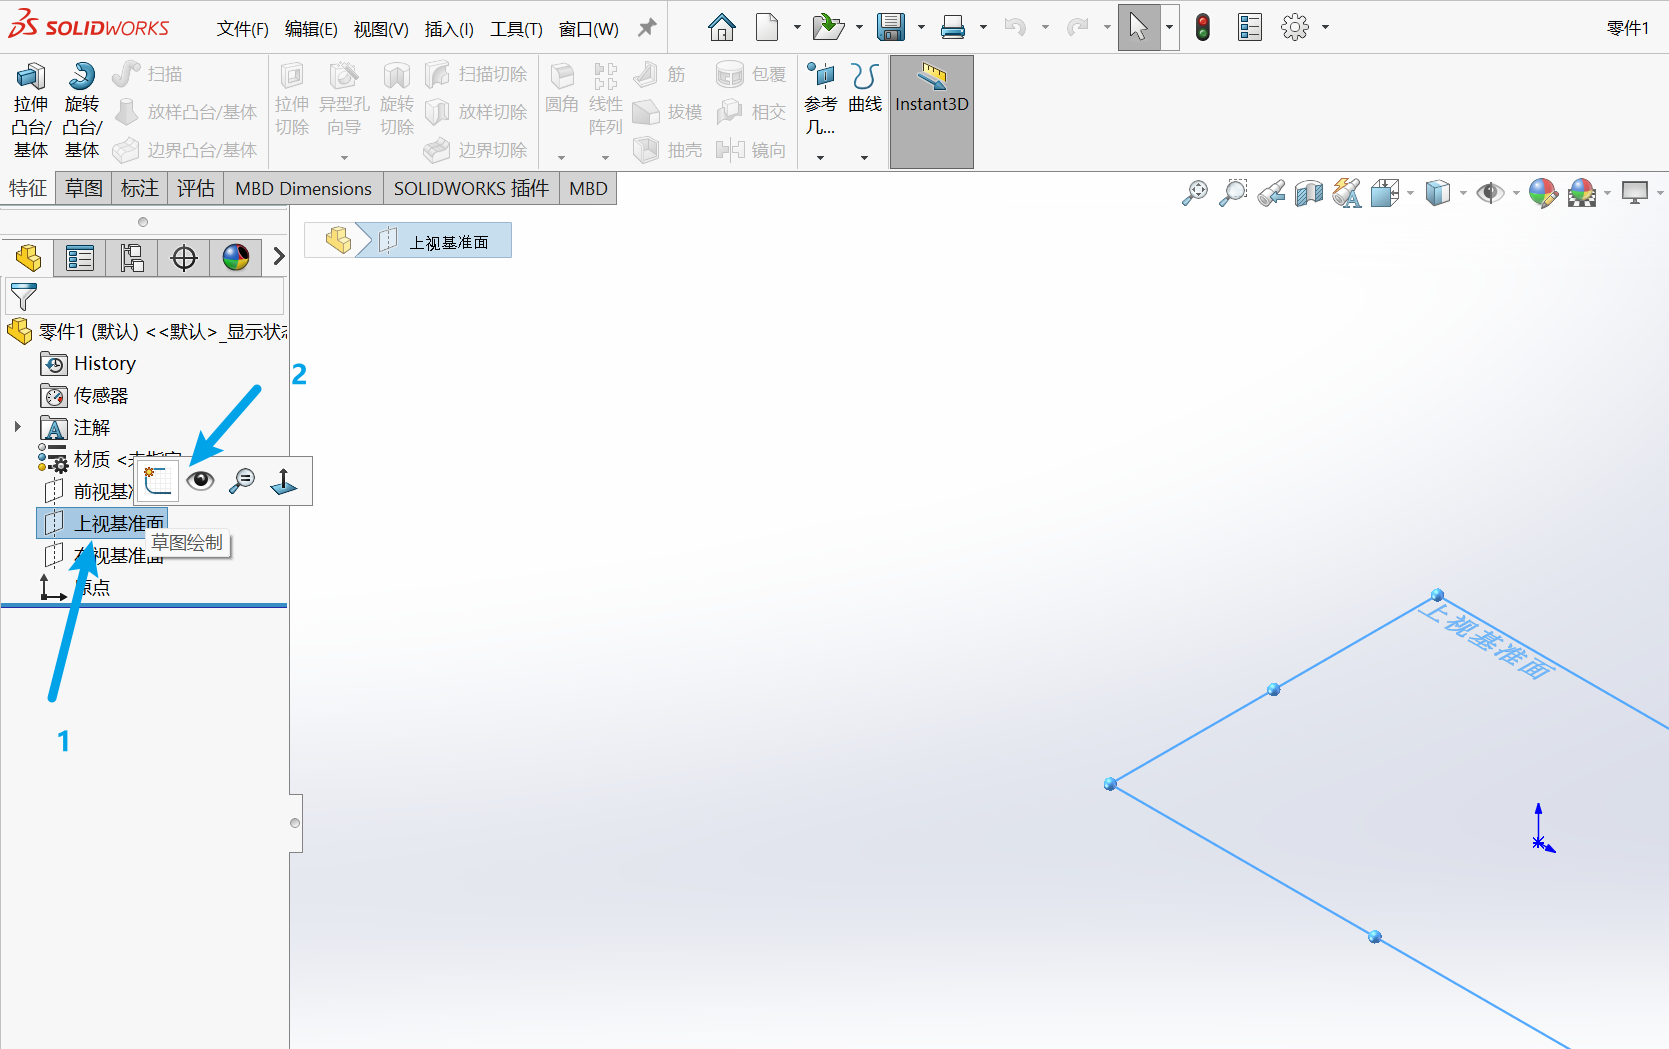 SOLIDWORKS 文件(F) 编辑(E) 视图(V) 插入(I) 工具(T) 窗口(W) 零件1
拉伸凸台/基体
旋转凸台/基体
扫描
放样凸台/基体
边界凸台/基体
拉伸切除
异型孔向导
旋转切除
扫描切除
放样切除
边界切除
圆角
线性阵列
筋
拔模
抽壳
包覆
相交
镜向
参考几...
曲线
Instant3D
特征 草图 标注 评估 MBD Dimensions SOLIDWORKS 插件 MBD
上视基准面
零件1 (默认) <<默认>_显示状
History
传感器
注解
材质 <未指定
前视基
上视基准面
草图绘制
右视基准面
原点
2
1
上视基准面